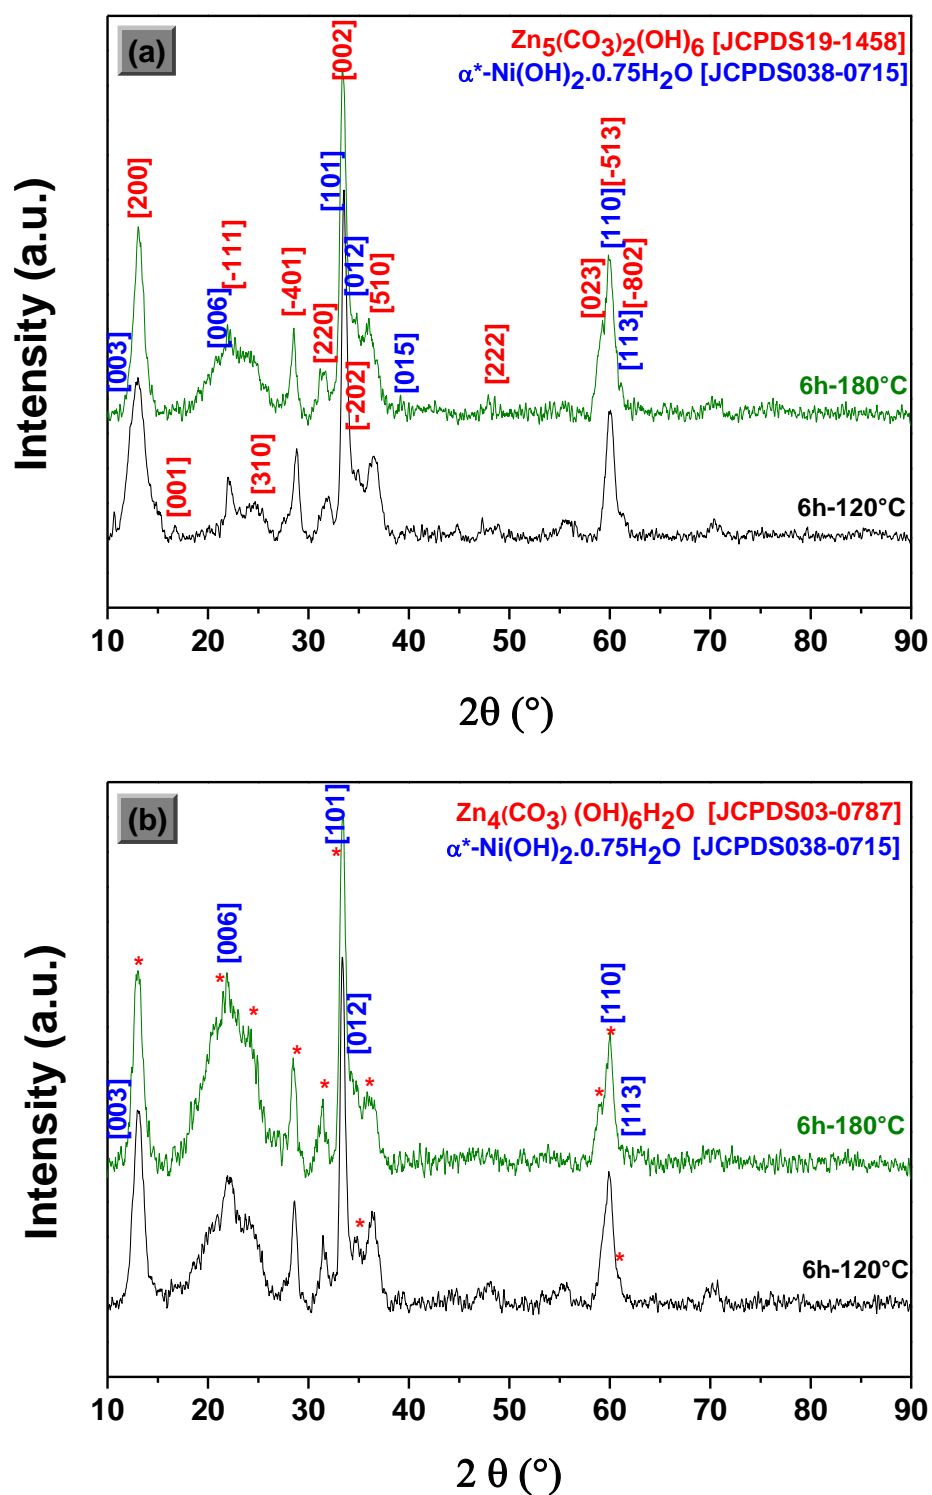 (a)
Zn5(CO3)2(OH)6 [JCPDS19-1458]
α*-Ni(OH)2.0.75H2O [JCPDS038-0715]
[002]
[200]
[101]
[110]
[-513]
[-111]
[006]
[-401]
[012]
[510]
[023]
[-802]
[003]
[220]
[015]
[222]
[113]
6h-180°C
[-202]
[001]
[310]
6h-120°C
Intensity (a.u.)
10 20 30 40 50 60 70 80 90
2θ (°)
(b)
Zn4(CO3) (OH)6H2O [JCPDS03-0787]
α*-Ni(OH)2.0.75H2O [JCPDS038-0715]
[101]
*
[006]
*
*
*
[012]
[110]
*
*
*
*
*
[003]
[113]
6h-180°C
*
*
6h-120°C
Intensity (a.u.)
10 20 30 40 50 60 70 80 90
2 θ (°)